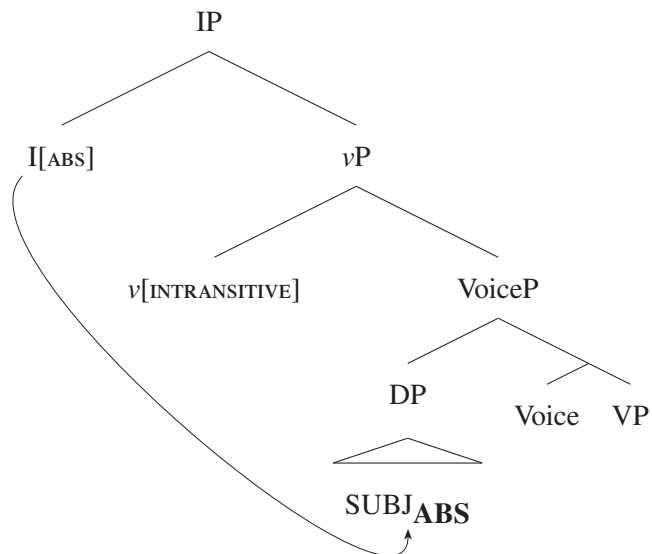 IP
I[ABS] vP
v[INTRANSITIVE] VoiceP
DP Voice VP
SUBJABS